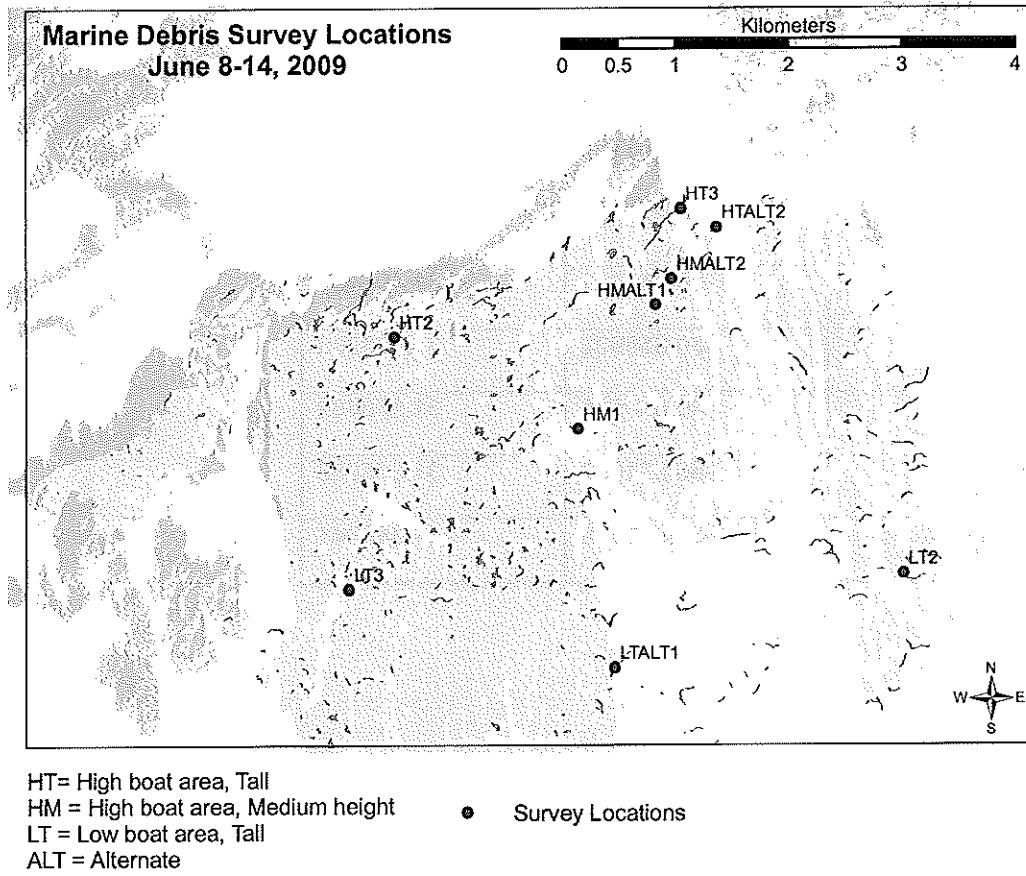 Marine Debris Survey Locations
June 8-14, 2009
Kilometers
0 0.5 1 2 3 4
HT3
HTALT2
HMALT2
HMALT1
HT2
HM1
LT3
LT2
LTALT1
N
W E
S
HT= High boat area, Tall
HM = High boat area, Medium height
LT = Low boat area, Tall
ALT = Alternate
Survey Locations